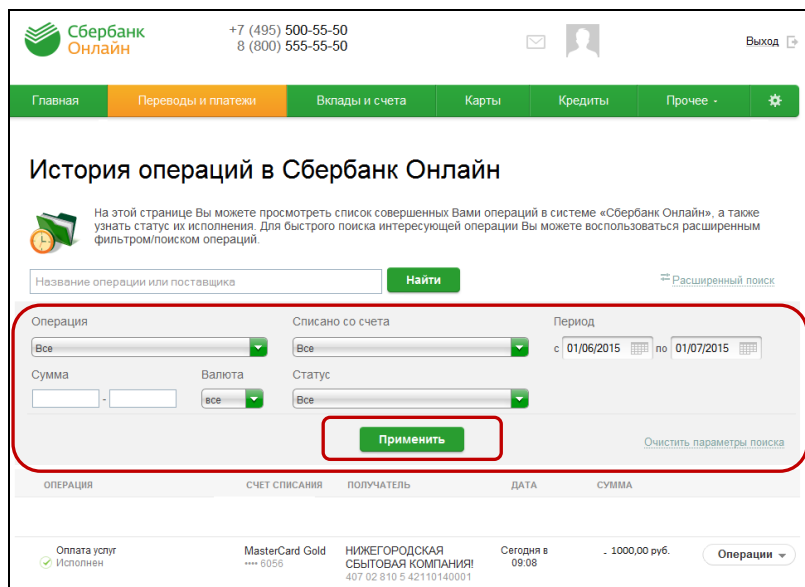 Сбербанк
Онлайн
+7 (495) 500-55-50
8 (800) 555-55-50
Выход
Главная Переводы и платежи Вклады и счета Карты Кредиты Прочее
История операций в Сбербанк Онлайн
На этой странице Вы можете просмотреть список совершенных Вами операций в системе «Сбербанк Онлайн», а также
узнать статус их исполнения. Для быстрого поиска интересующей операции Вы можете воспользоваться расширенным
фильтром/поиском операций.
Название операции или поставщика Найти Расширенный поиск
Операция Списано со счета Период
Все Все с 01/06/2015 по 01/07/2015
Сумма Валюта Статус
- все Все
Применить
Очистить параметры поиска
ОПЕРАЦИЯ СЧЕТ СПИСАНИЯ ПОЛУЧАТЕЛЬ ДАТА СУММА
Оплата услуг MasterCard Gold НИЖЕГОРОДСКАЯ Сегодня в - 1000,00 руб. Операции
Исполнен •••• 6056 СБЫТОВАЯ КОМПАНИЯ! 09:08
407 02 810 5 42110140001